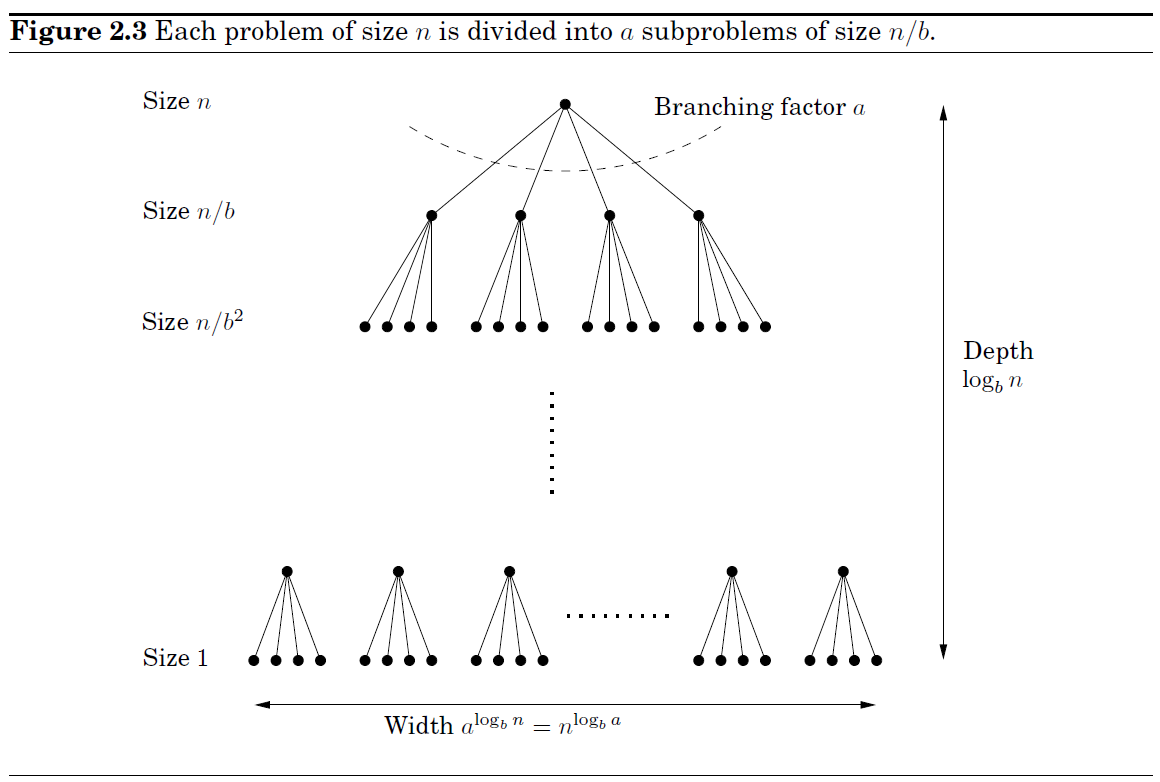 Figure 2.3 Each problem of size n is divided into a subproblems of size n/b.
Size n
Branching factor a
Size n/b
Size n/b²
Depth
log_b n
Size 1
Width a^{log_b n} = n^{log_b a}